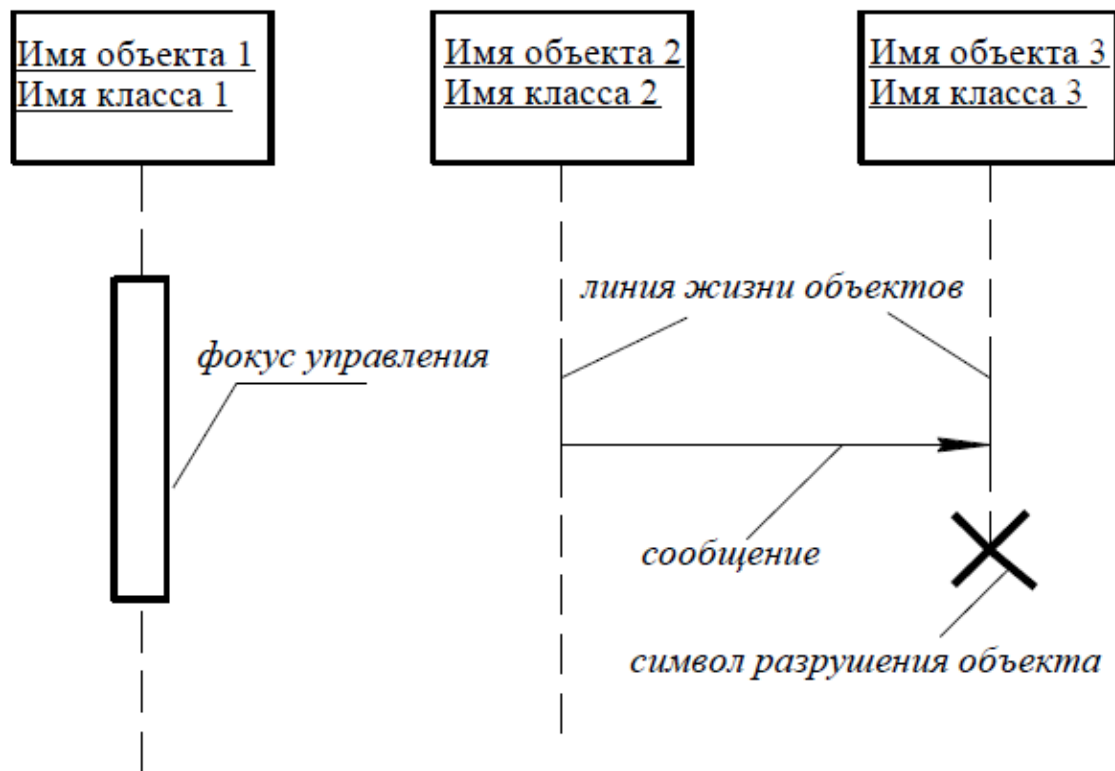 Имя объекта 1
Имя класса 1
Имя объекта 2
Имя класса 2
Имя объекта 3
Имя класса 3
линия жизни объектов
фокус управления
сообщение
символ разрушения объекта